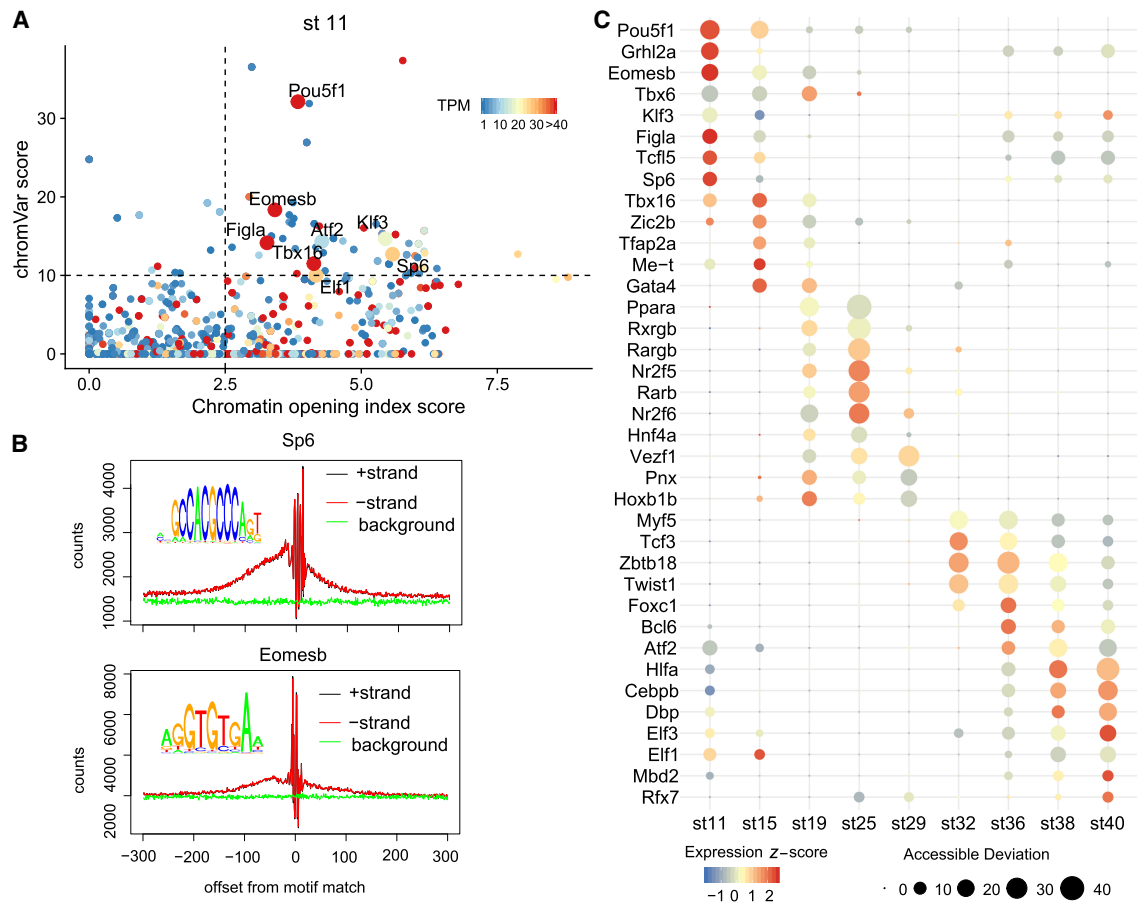 A
st 11
chromVar score
30
20
10
0
Pou5f1
Eomesb
Figla
Atf2
Klf3
Tbx16
Sp6
Elf1
TPM
1 10 20 30 >40
0.0 2.5 5.0 7.5
Chromatin opening index score
B
Sp6
counts
4000
3000
2000
1000
GCCACGCCCAGT
+strand
−strand
background
Eomesb
counts
8000
6000
4000
2000
AGGTGTGAA
+strand
−strand
background
−300 −200 −100 0 100 200 300
offset from motif match
C
Pou5f1
Grhl2a
Eomesb
Tbx6
Klf3
Figla
Tcfl5
Sp6
Tbx16
Zic2b
Tfap2a
Me−t
Gata4
Ppara
Rxrgb
Rargb
Nr2f5
Rarb
Nr2f6
Hnf4a
Vezf1
Pnx
Hoxb1b
Myf5
Tcf3
Zbtb18
Twist1
Foxc1
Bcl6
Atf2
Hlfa
Cebpb
Dbp
Elf3
Elf1
Mbd2
Rfx7
st11 st15 st19 st25 st29 st32 st36 st38 st40
Expression z−score
−1 0 1 2
Accessible Deviation
0 10 20 30 40